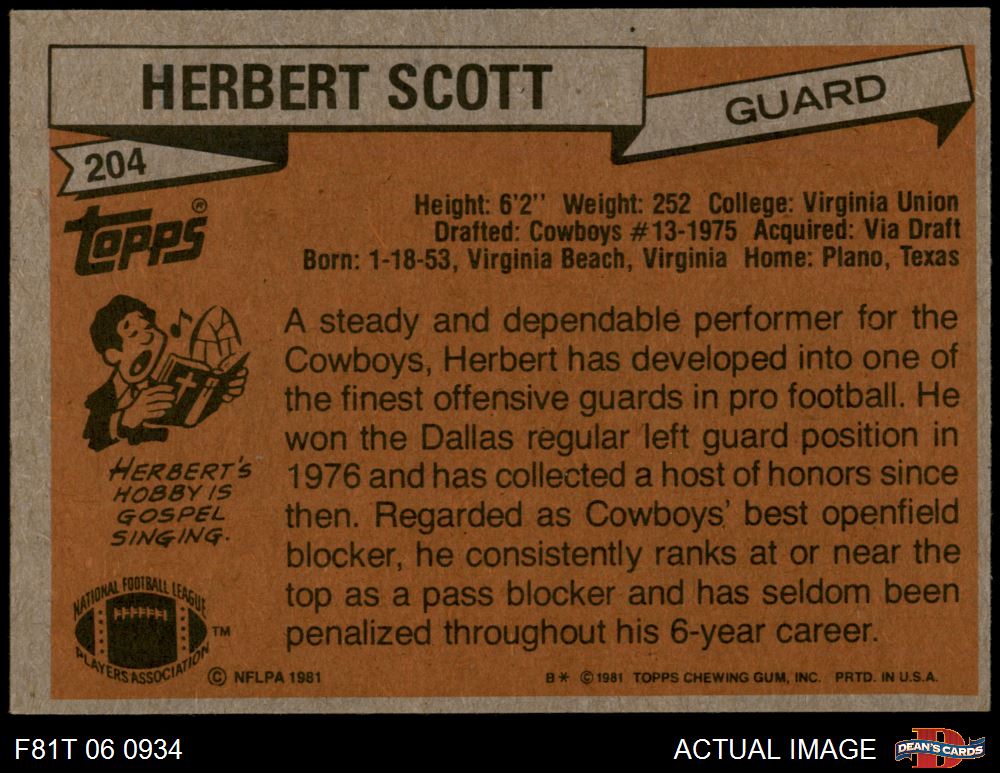 HERBERT SCOTT
GUARD
204
TOPPS®
Height: 6'2'' Weight: 252 College: Virginia Union
Drafted: Cowboys #13-1975 Acquired: Via Draft
Born: 1-18-53, Virginia Beach, Virginia Home: Plano, Texas
A steady and dependable performer for the
Cowboys, Herbert has developed into one of
the finest offensive guards in pro football. He
won the Dallas regular left guard position in
1976 and has collected a host of honors since
then. Regarded as Cowboys' best openfield
blocker, he consistently ranks at or near the
top as a pass blocker and has seldom been
penalized throughout his 6-year career.
HERBERT'S
HOBBY IS
GOSPEL
SINGING.
NATIONAL FOOTBALL LEAGUE
PLAYERS ASSOCIATION
TM
© NFLPA 1981
B* © 1981 TOPPS CHEWING GUM, INC. PRTD. IN U.S.A.
F81T 06 0934
ACTUAL IMAGE
D
DEAN'S CARDS